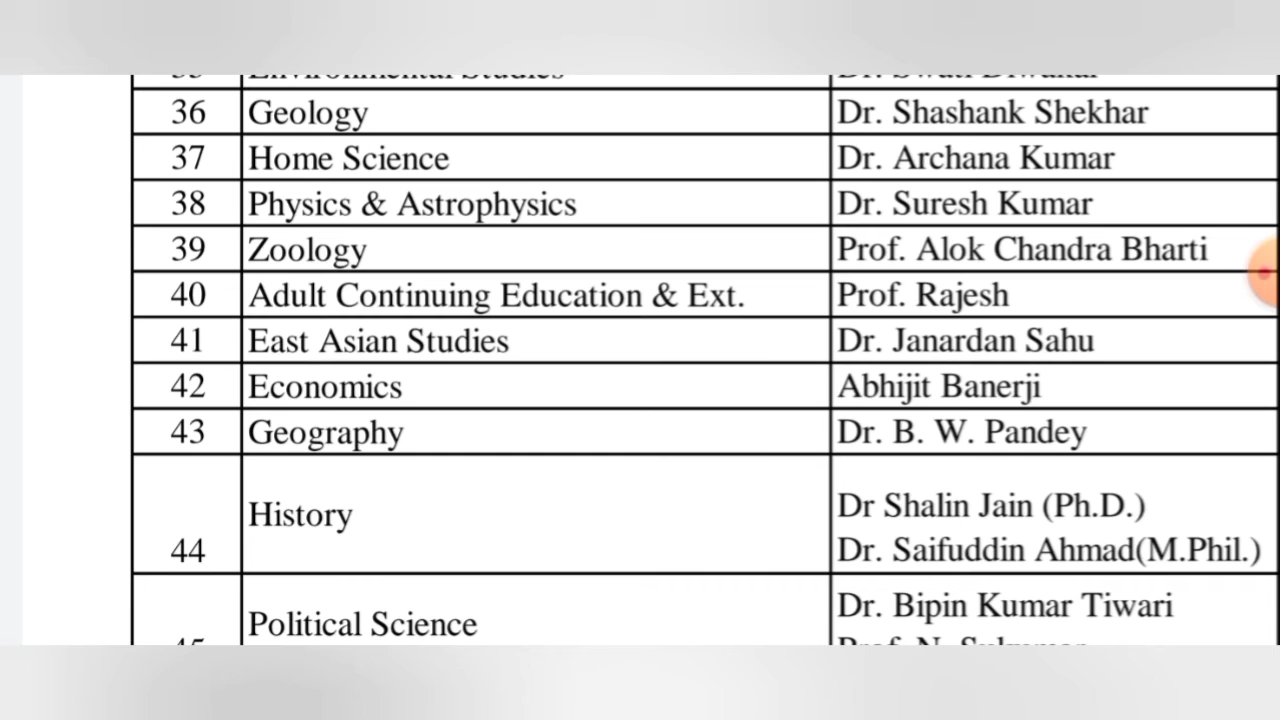 36 Geology Dr. Shashank Shekhar
37 Home Science Dr. Archana Kumar
38 Physics & Astrophysics Dr. Suresh Kumar
39 Zoology Prof. Alok Chandra Bharti
40 Adult Continuing Education & Ext. Prof. Rajesh
41 East Asian Studies Dr. Janardan Sahu
42 Economics Abhijit Banerji
43 Geography Dr. B. W. Pandey
History Dr Shalin Jain (Ph.D.)
44 Dr. Saifuddin Ahmad(M.Phil.)
Political Science Dr. Bipin Kumar Tiwari